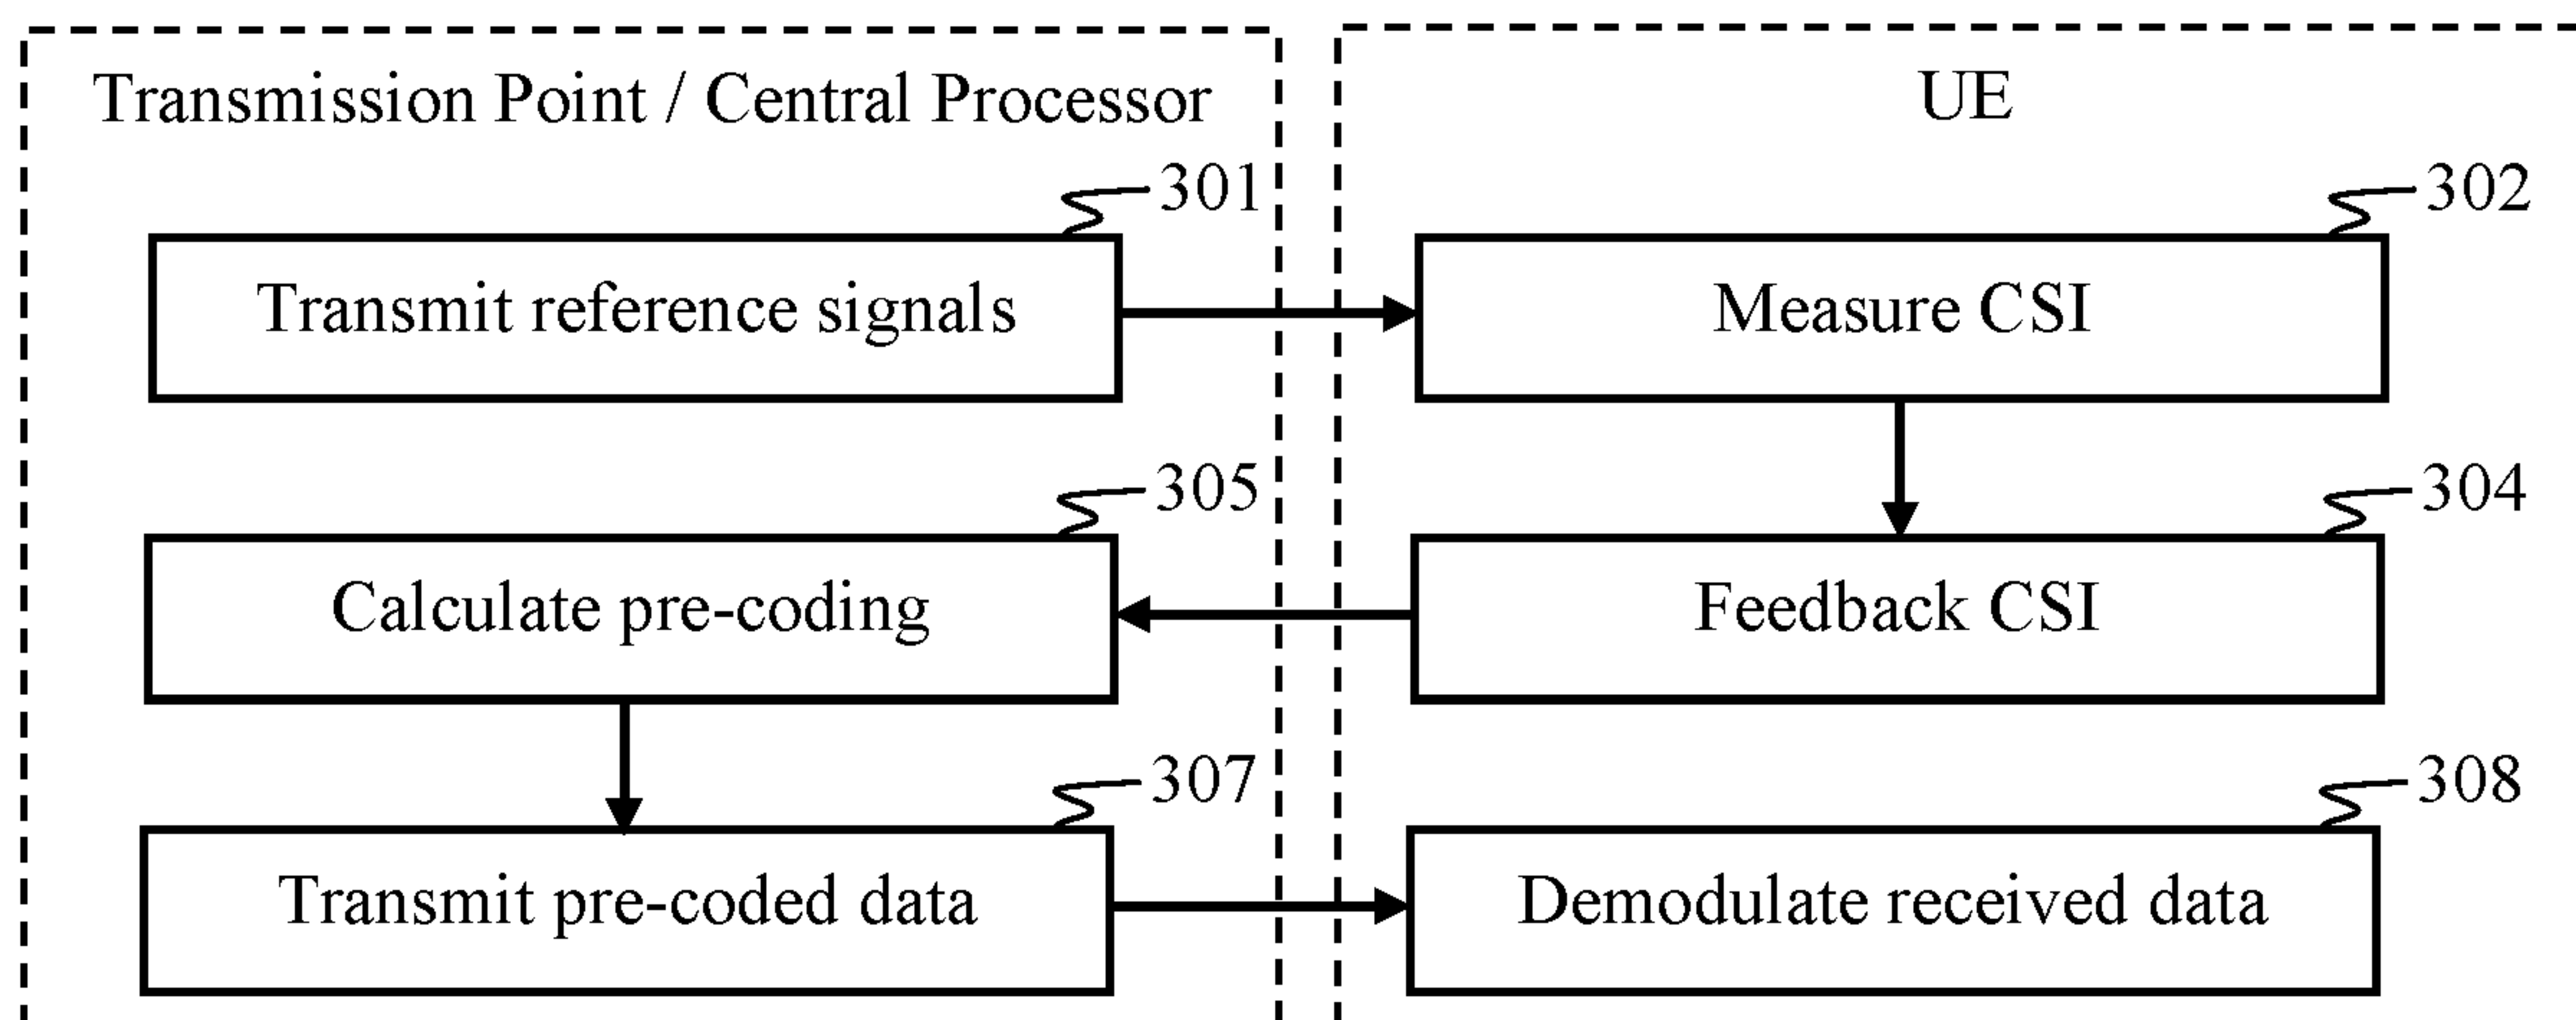 Transmission Point / Central Processor
UE
301
302
Transmit reference signals
Measure CSI
305
304
Calculate pre-coding
Feedback CSI
307
308
Transmit pre-coded data
Demodulate received data